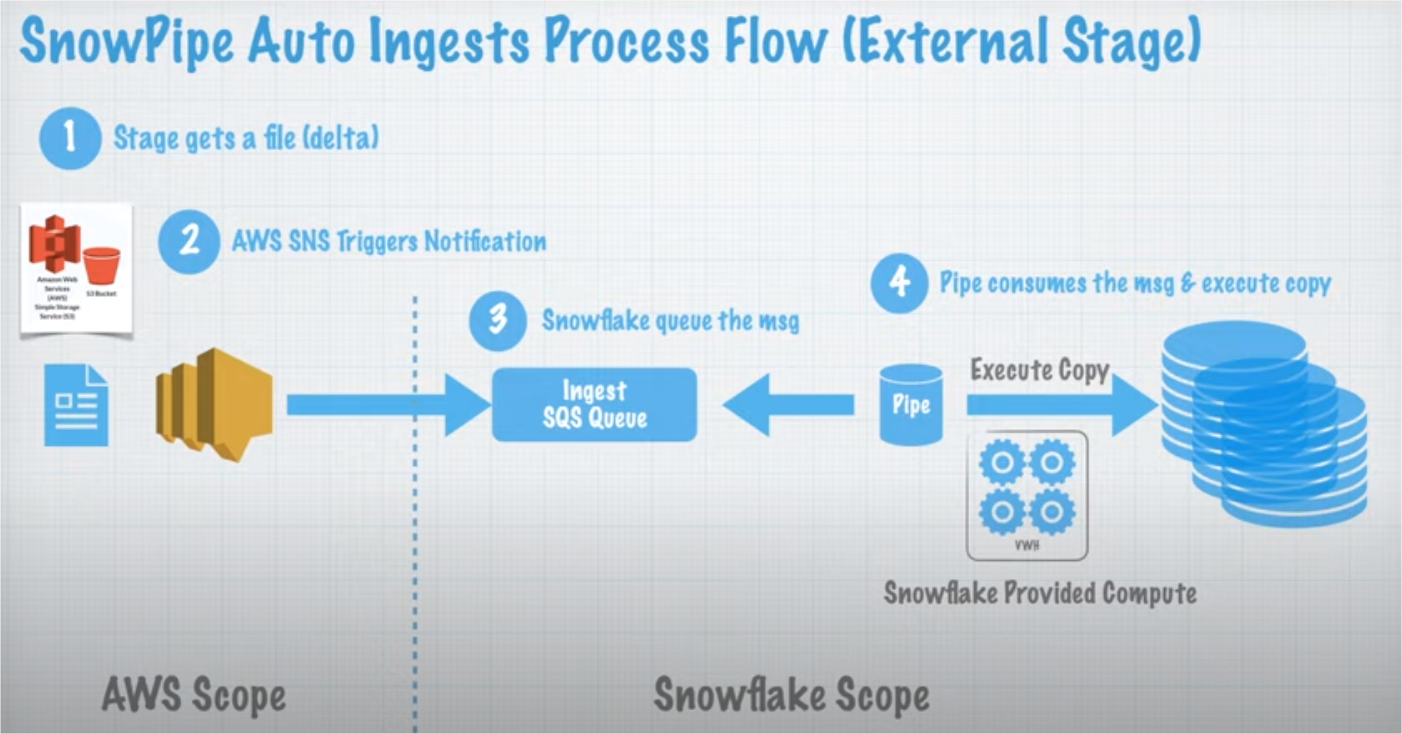 SnowPipe Auto Ingests Process Flow (External Stage)
1 Stage gets a file (delta)
Amazon Web
Services
(AWS)
Simple Storage
Service (S3)
S3 Bucket
2 AWS SNS Triggers Notification
3 Snowflake queue the msg
4 Pipe consumes the msg & execute copy
Ingest
SQS Queue
Pipe
Execute Copy
VWH
Snowflake Provided Compute
AWS Scope
Snowflake Scope